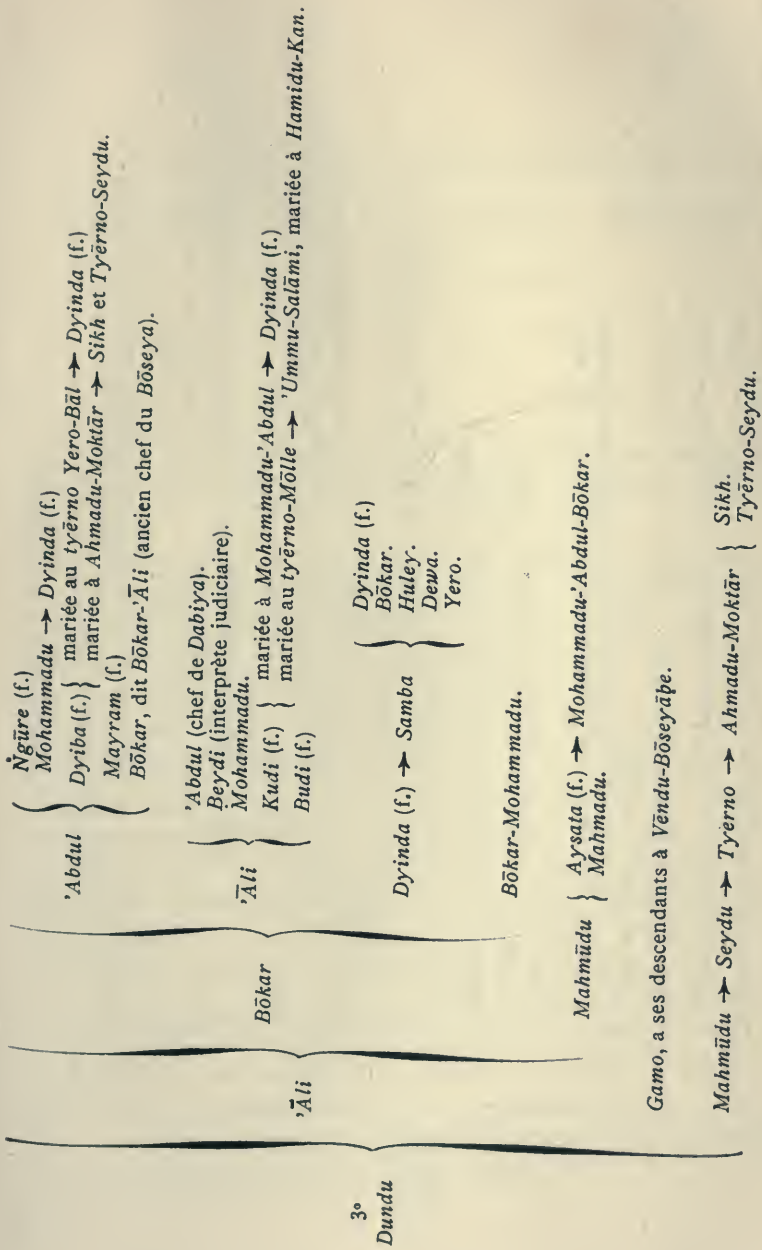 3º
Dundu
'Āli
Bōkar
'Abdul
Ṅgūre (f.)
Mohammadu → Dyinda (f.)
Dyiba (f.) } mariée au tyērno Yero-Bāl → Dyinda (f.)
mariée à Ahmadu-Moktār → Sikh et Tyērno-Seydu.
Mayram (f.)
Bōkar, dit Bōkar-'Āli (ancien chef du Bōseya).
'Āli
'Abdul (chef de Dabiya).
Beydi (interprète judiciaire).
Mohammadu.
Kudi (f.) } mariée à Mohammadu-'Abdul → Dyinda (f.)
Budi (f.) mariée au tyērno-Mōlle → 'Ummu-Salāmi, mariée à Hamidu-Kan.
Dyinda (f.) → Samba
Dyinda (f.)
Bōkar.
Huley.
Dewa.
Yero.
Bōkar-Mohammadu.
Mahmūdu { Aysata (f.) → Mohammadu-'Abdul-Bōkar.
Mahmadu.
Gamo, a ses descendants à Vēndu-Bōseyāƀe.
Mahmūdu → Seydu → Tyerno → Ahmadu-Moktār { Sikh.
Tyērno-Seydu.